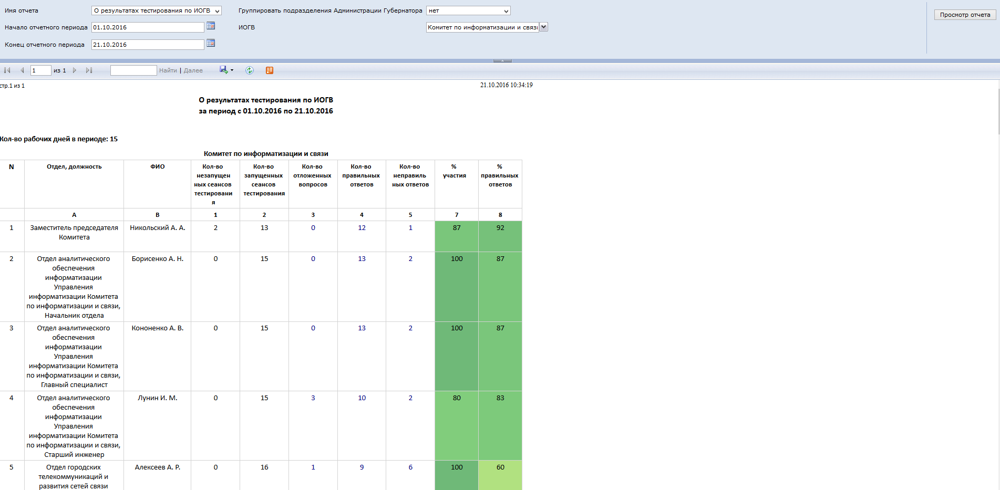 Имя отчета
О результатах тестирования по ИОГВ
Группировать подразделения Администрации Губернатора
нет
Просмотр отчета
Начало отчетного периода
01.10.2016
ИОГВ
Комитет по информатизации и связи
Конец отчетного периода
21.10.2016
1
из 1
Найти | Далее
стр.1 из 1
21.10.2016 10:34:19
О результатах тестирования по ИОГВ
за период с 01.10.2016 по 21.10.2016
Кол-во рабочих дней в периоде: 15
Комитет по информатизации и связи
N
Отдел, должность
ФИО
Кол-во
незапущен
ных сеансов
тестировани
я
Кол-во
запущенных
сеансов
тестирования
Кол-во
отложенных
вопросов
Кол-во
правильных
ответов
Кол-во
неправиль
ных ответов
%
участия
%
правильных
ответов
A B 1 2 3 4 5 7 8
1
Заместитель председателя
Комитета
Никольский А. А.
2 13 0 12 1 87 92
2
Отдел аналитического
обеспечения
информатизации
Управления
информатизации Комитета
по информатизации и связи,
Начальник отдела
Борисенко А. Н.
0 15 0 13 2 100 87
3
Отдел аналитического
обеспечения
информатизации
Управления
информатизации Комитета
по информатизации и связи,
Главный специалист
Кононенко А. В.
0 15 0 13 2 100 87
4
Отдел аналитического
обеспечения
информатизации
Управления
информатизации Комитета
по информатизации и связи,
Старший инженер
Лунин И. М.
0 15 3 10 2 80 83
5
Отдел городских
телекоммуникаций и
развития сетей связи
Алексеев А. Р.
0 16 1 9 6 100 60